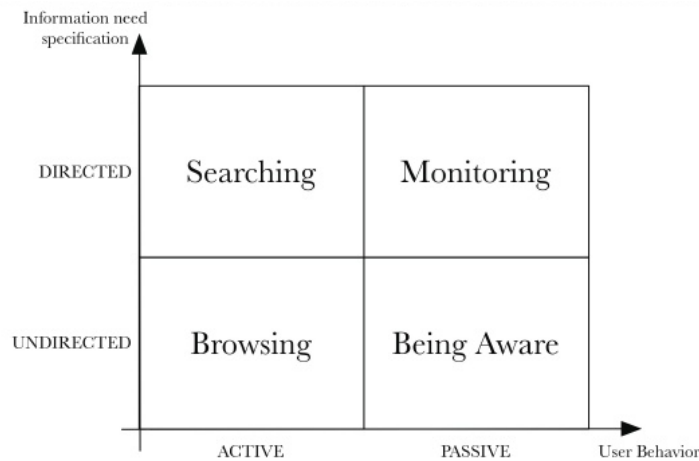 Information need
specification
DIRECTED
Searching
Monitoring
UNDIRECTED
Browsing
Being Aware
ACTIVE
PASSIVE
User Behavior